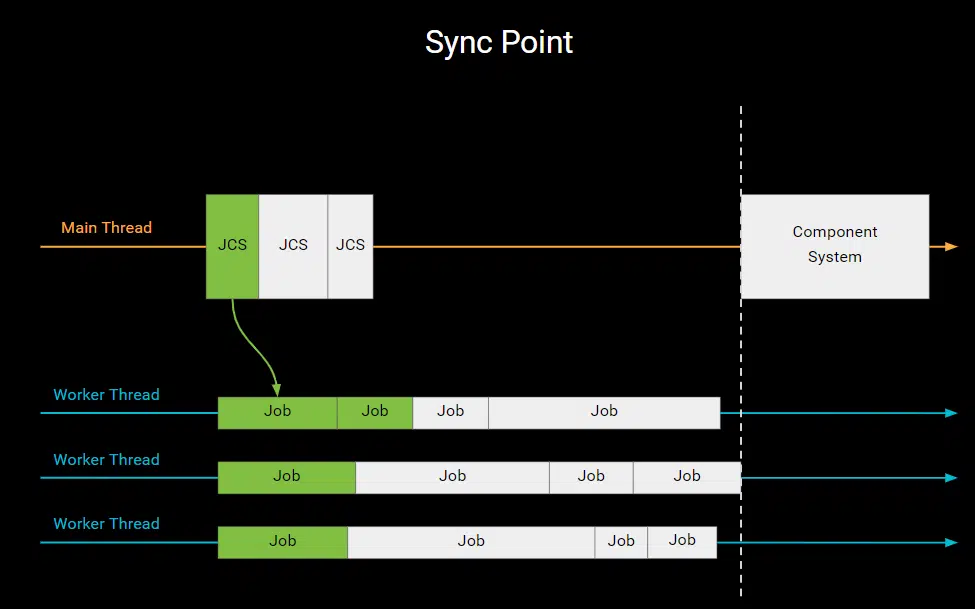 Sync Point
Main Thread
JCS
JCS
JCS
Component
System
Worker Thread
Job
Job
Job
Job
Worker Thread
Job
Job
Job
Job
Worker Thread
Job
Job
Job
Job